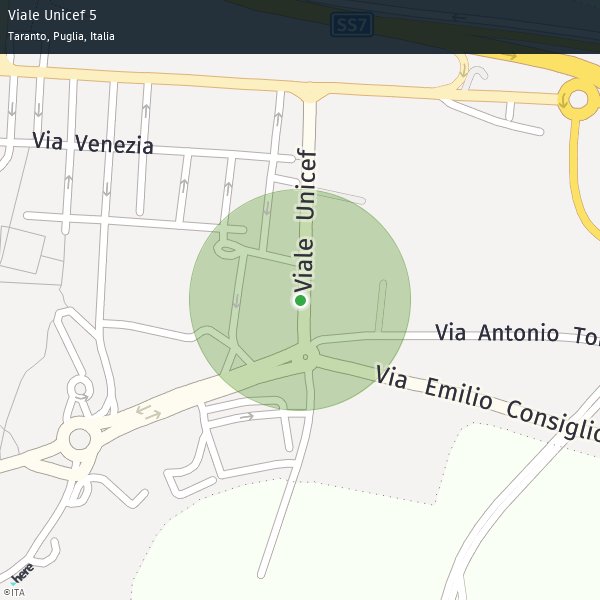 Viale Unicef 5
Taranto, Puglia, Italia
SS7
Via Venezia
Viale Unicef
Via Antonio To
Via Emilio Consiglio
here
©ITA